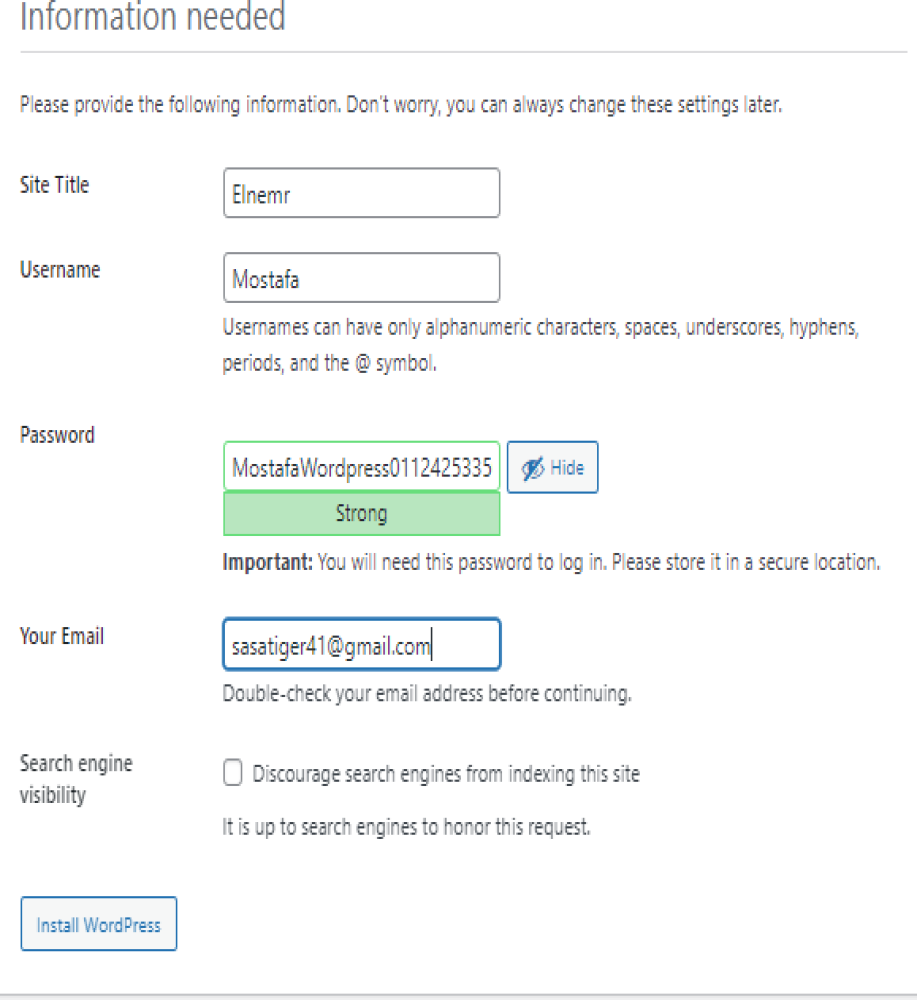 Information needed
Please provide the following information. Don't worry, you can always change these settings later.
Site Title
Elnemr
Username
Mostafa
Usernames can have only alphanumeric characters, spaces, underscores, hyphens,
periods, and the @ symbol.
Password
MostafaWordpress0112425335
Hide
Strong
Important: You will need this password to log in. Please store it in a secure location.
Your Email
sasatiger41@gmail.com
Double-check your email address before continuing.
Search engine
visibility
Discourage search engines from indexing this site
It is up to search engines to honor this request.
Install WordPress